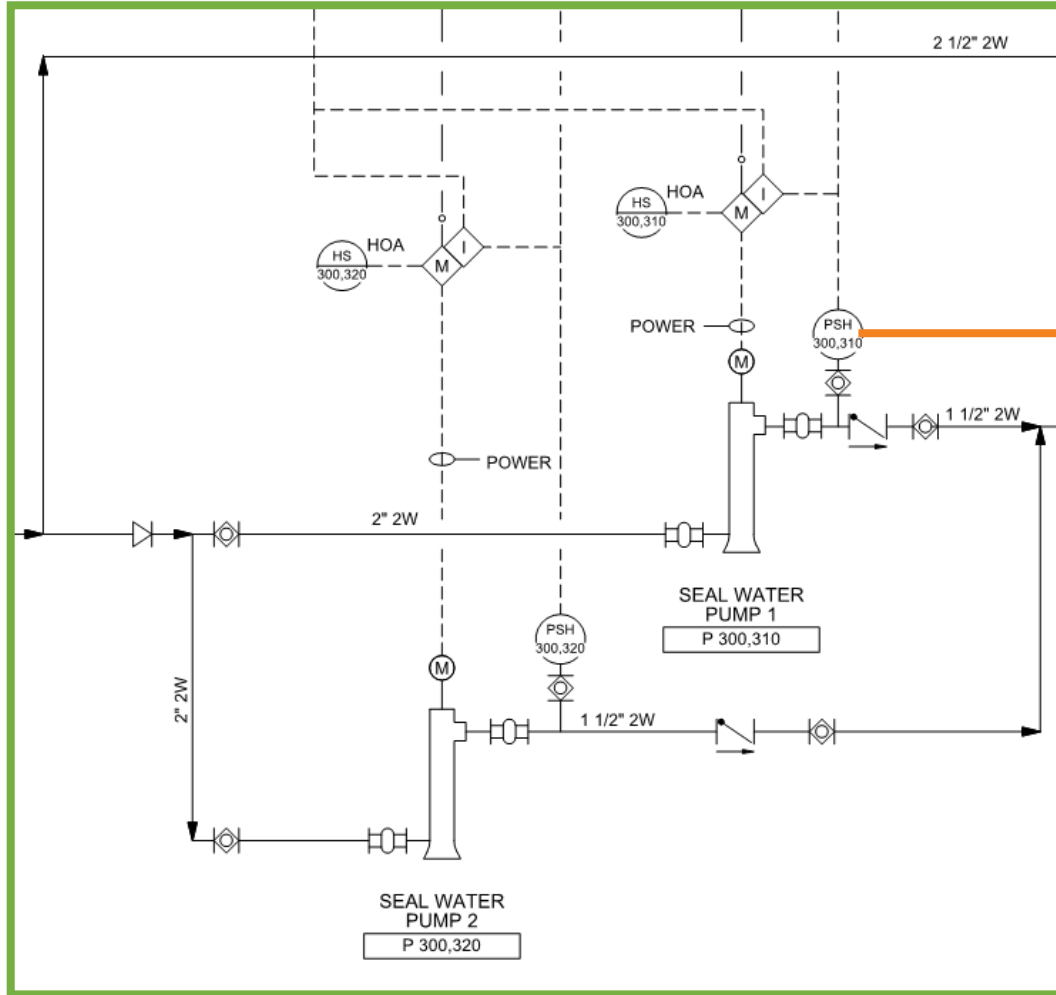 2 1/2" 2W
HS
300,310
HOA
M
I
HS
300,320
HOA
M
I
POWER
PSH
300,310
M
1 1/2" 2W
POWER
2" 2W
SEAL WATER
PUMP 1
P 300,310
PSH
300,320
M
2" 2W
1 1/2" 2W
SEAL WATER
PUMP 2
P 300,320